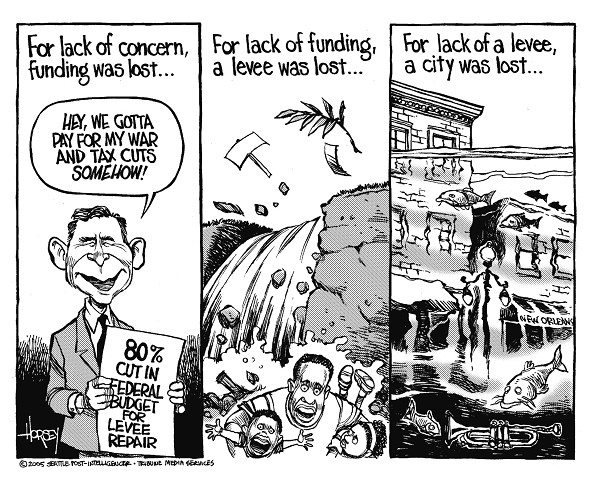 For lack of concern,
funding was lost...
HEY, WE GOTTA
PAY FOR MY WAR
AND TAX CUTS
SOMEHOW!
80%
CUT IN
FEDERAL
BUDGET
FOR
LEVEE
REPAIR
HORSEY
©2005 SEATTLE POST-INTELLIGENCER • TRIBUNE MEDIA SERVICES
For lack of funding,
a levee was lost...
For lack of a levee,
a city was lost...
NEW ORLEANS